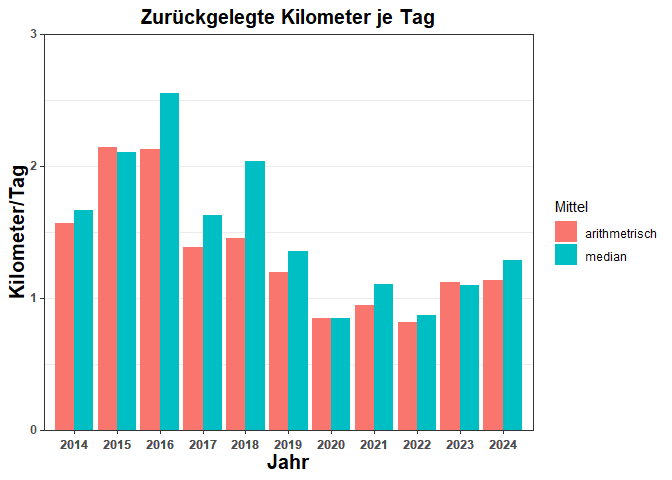 Zurückgelegte Kilometer je Tag
3
2
1
0
Kilometer/Tag
2014 2015 2016 2017 2018 2019 2020 2021 2022 2023 2024
Jahr
Mittel
arithmetrisch
median